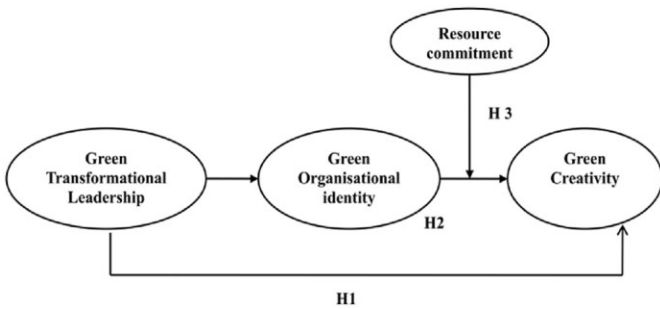 Resource
commitment
H 3
Green
Transformational
Leadership
Green
Organisational
identity
Green
Creativity
H2
H1